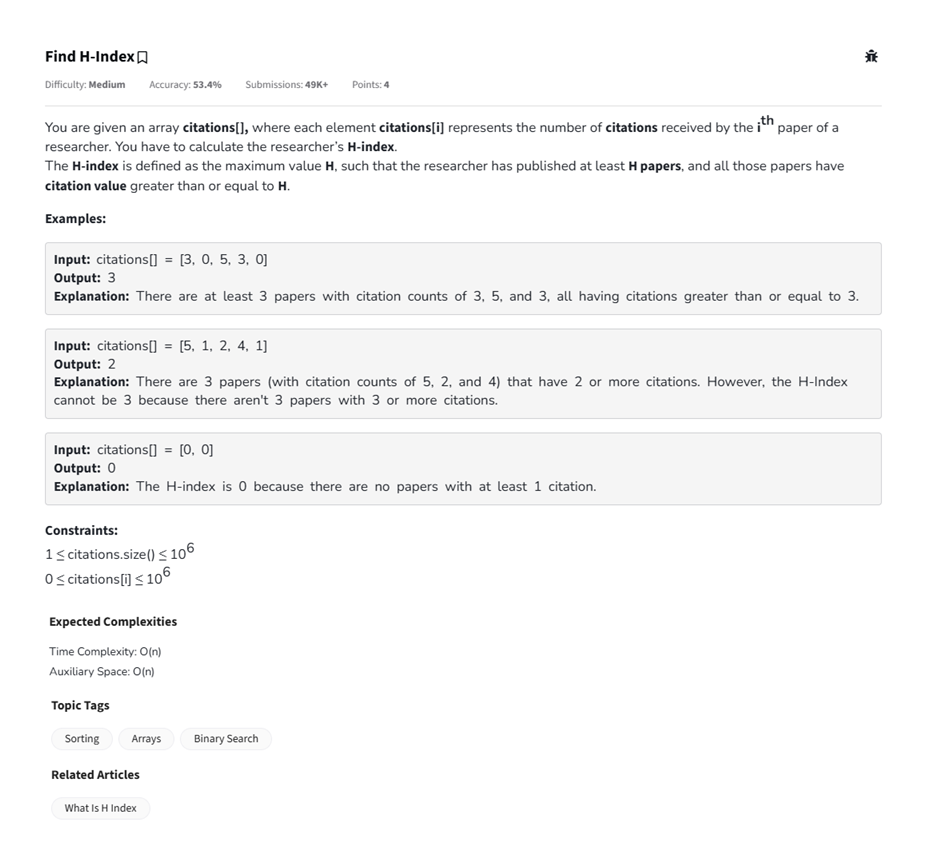 Find H-Index
Difficulty: Medium Accuracy: 53.4% Submissions: 49K+ Points: 4
You are given an array citations[], where each element citations[i] represents the number of citations received by the i^th paper of a
researcher. You have to calculate the researcher's H-index.
The H-index is defined as the maximum value H, such that the researcher has published at least H papers, and all those papers have
citation value greater than or equal to H.
Examples:
Input: citations[] = [3, 0, 5, 3, 0]
Output: 3
Explanation: There are at least 3 papers with citation counts of 3, 5, and 3, all having citations greater than or equal to 3.
Input: citations[] = [5, 1, 2, 4, 1]
Output: 2
Explanation: There are 3 papers (with citation counts of 5, 2, and 4) that have 2 or more citations. However, the H-Index
cannot be 3 because there aren't 3 papers with 3 or more citations.
Input: citations[] = [0, 0]
Output: 0
Explanation: The H-index is 0 because there are no papers with at least 1 citation.
Constraints:
1 ≤ citations.size() ≤ 10^6
0 ≤ citations[i] ≤ 10^6
Expected Complexities
Time Complexity: O(n)
Auxiliary Space: O(n)
Topic Tags
Sorting Arrays Binary Search
Related Articles
What Is H Index